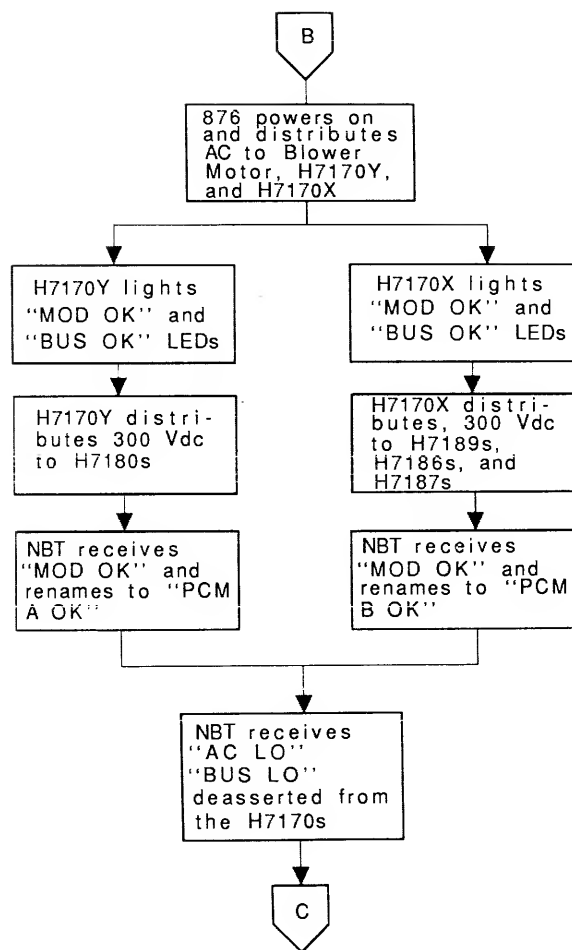 B
876 powers on
and distributes
AC to Blower
Motor, H7170Y,
and H7170X
H7170Y lights
“MOD OK” and
“BUS OK” LEDs
H7170X lights
“MOD OK” and
“BUS OK” LEDs
H7170Y distri-
butes 300 Vdc
to H7180s
H7170X distri-
butes, 300 Vdc
to H7189s,
H7186s, and
H7187s
NBT receives
“MOD OK” and
renames to “PCM
A OK”
NBT receives
“MOD OK” and
renames to “PCM
B OK”
NBT receives
“AC LO”
“BUS LO”
deasserted from
the H7170s
C